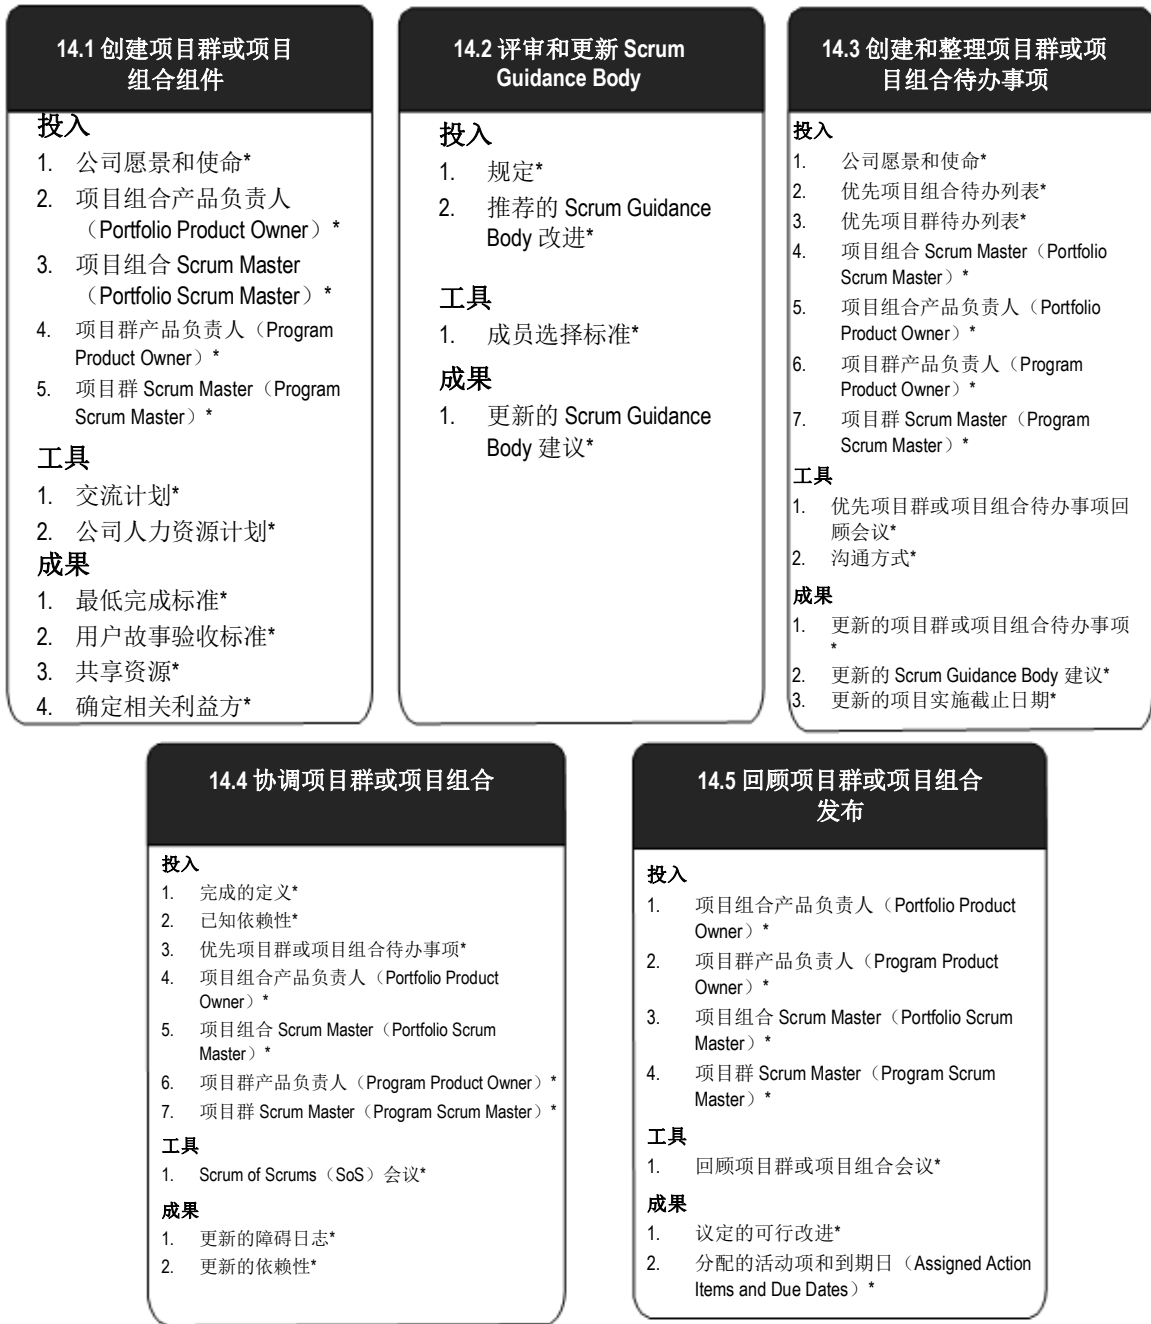 14.1 创建项目群或项目
组合组件
投入
1. 公司愿景和使命*
2. 项目组合产品负责人
（Portfolio Product Owner）*
3. 项目组合 Scrum Master
（Portfolio Scrum Master）*
4. 项目群产品负责人（Program
Product Owner）*
5. 项目群 Scrum Master（Program
Scrum Master）*
工具
1. 交流计划*
2. 公司人力资源计划*
成果
1. 最低完成标准*
2. 用户故事验收标准*
3. 共享资源*
4. 确定相关利益方*
14.2 评审和更新 Scrum
Guidance Body
投入
1. 规定*
2. 推荐的 Scrum Guidance
Body 改进*
工具
1. 成员选择标准*
成果
1. 更新的 Scrum Guidance
Body 建议*
14.3 创建和整理项目群或项
目组合待办事项
投入
1. 公司愿景和使命*
2. 优先项目组合待办列表*
3. 优先项目群待办列表*
4. 项目组合 Scrum Master（Portfolio
Scrum Master）*
5. 项目组合产品负责人（Portfolio
Product Owner）*
6. 项目群产品负责人（Program
Product Owner）*
7. 项目群 Scrum Master（Program
Scrum Master）*
工具
1. 优先项目群或项目组合待办事项回
顾会议*
2. 沟通方式*
成果
1. 更新的项目群或项目组合待办事项
*
2. 更新的 Scrum Guidance Body 建议*
3. 更新的项目实施截止日期*
14.4 协调项目群或项目组合
投入
1. 完成的定义*
2. 已知依赖性*
3. 优先项目群或项目组合待办事项*
4. 项目组合产品负责人（Portfolio Product
Owner）*
5. 项目组合 Scrum Master（Portfolio Scrum
Master）*
6. 项目群产品负责人（Program Product Owner）*
7. 项目群 Scrum Master（Program Scrum Master）*
工具
1. Scrum of Scrums（SoS）会议*
成果
1. 更新的障碍日志*
2. 更新的依赖性*
14.5 回顾项目群或项目组合
发布
投入
1. 项目组合产品负责人（Portfolio Product
Owner）*
2. 项目群产品负责人（Program Product
Owner）*
3. 项目组合 Scrum Master（Portfolio Scrum
Master）*
4. 项目群 Scrum Master（Program Scrum
Master）*
工具
1. 回顾项目群或项目组合会议*
成果
1. 议定的可行改进*
2. 分配的活动项和到期日（Assigned Action
Items and Due Dates）*